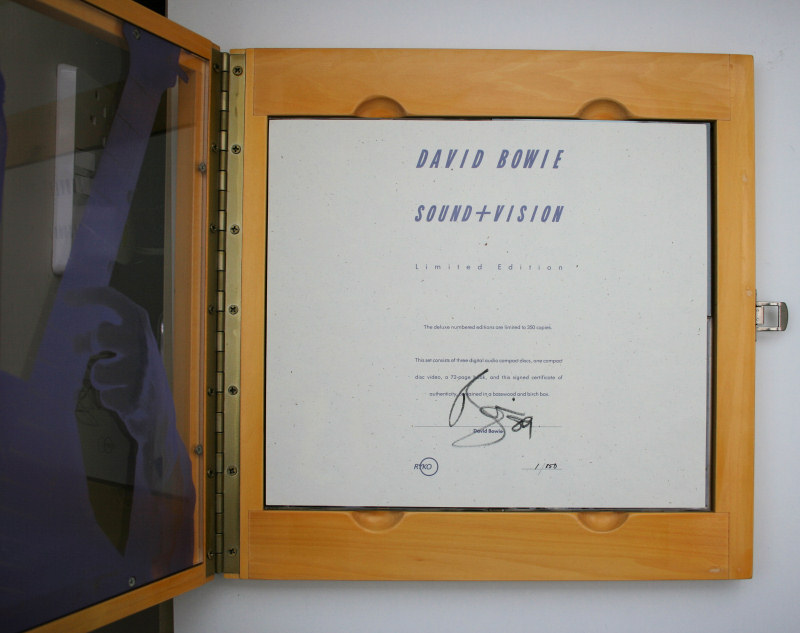 DAVID BOWIE
SOUND+VISION
Limited Edition
The deluxe numbered editions are limited to 350 copies.
This set consists of three digital audio compact discs, one compact
disc video, a 72-page book, and this signed certificate of
authenticity, contained in a basswood and birch box.
89
David Bowie
RYKO